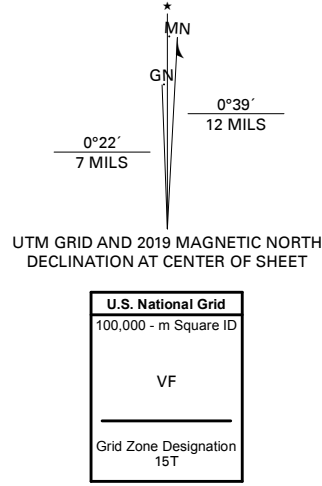 ★
MN
GN
0°39´
12 MILS
0°22´
7 MILS
UTM GRID AND 2019 MAGNETIC NORTH
DECLINATION AT CENTER OF SHEET
U.S. National Grid
100,000 - m Square ID
VF
Grid Zone Designation
15T